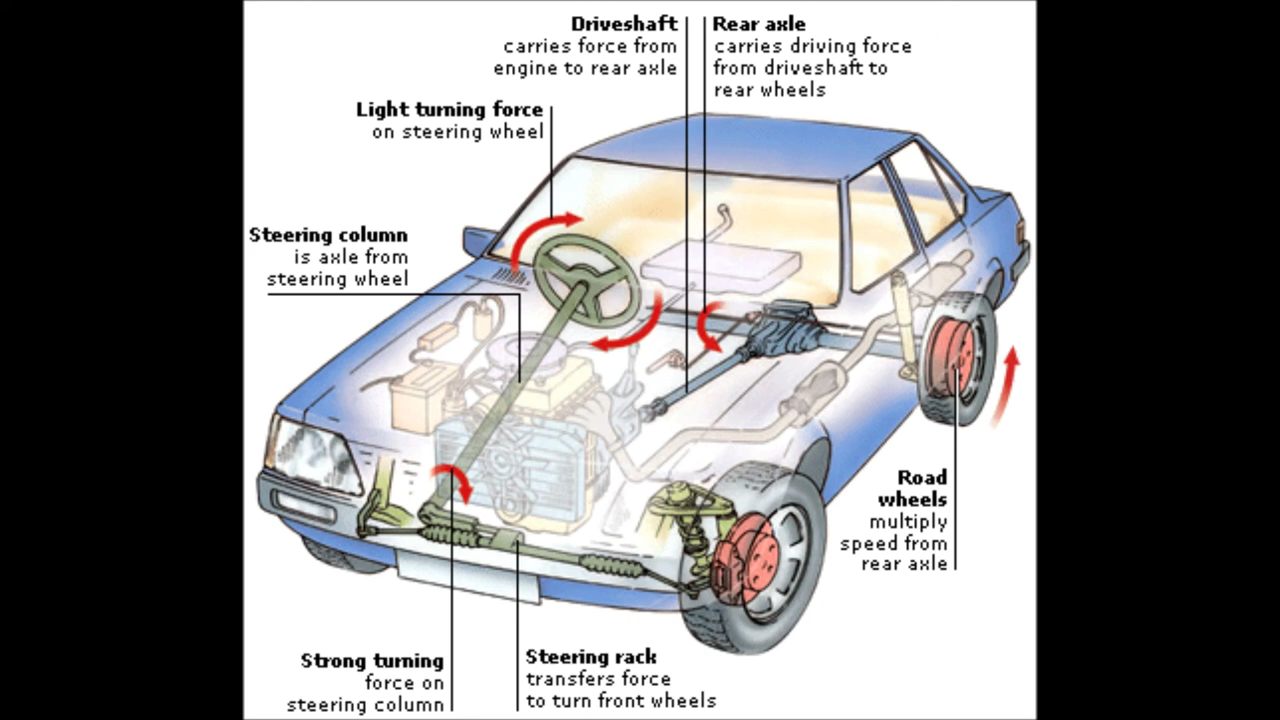 Driveshaft
carries force from
engine to rear axle
Rear axle
carries driving force
from driveshaft to
rear wheels
Light turning force
on steering wheel
Steering column
is axle from
steering wheel
Road
wheels
multiply
speed from
rear axle
Strong turning
force on
steering column
Steering rack
transfers force
to turn front wheels